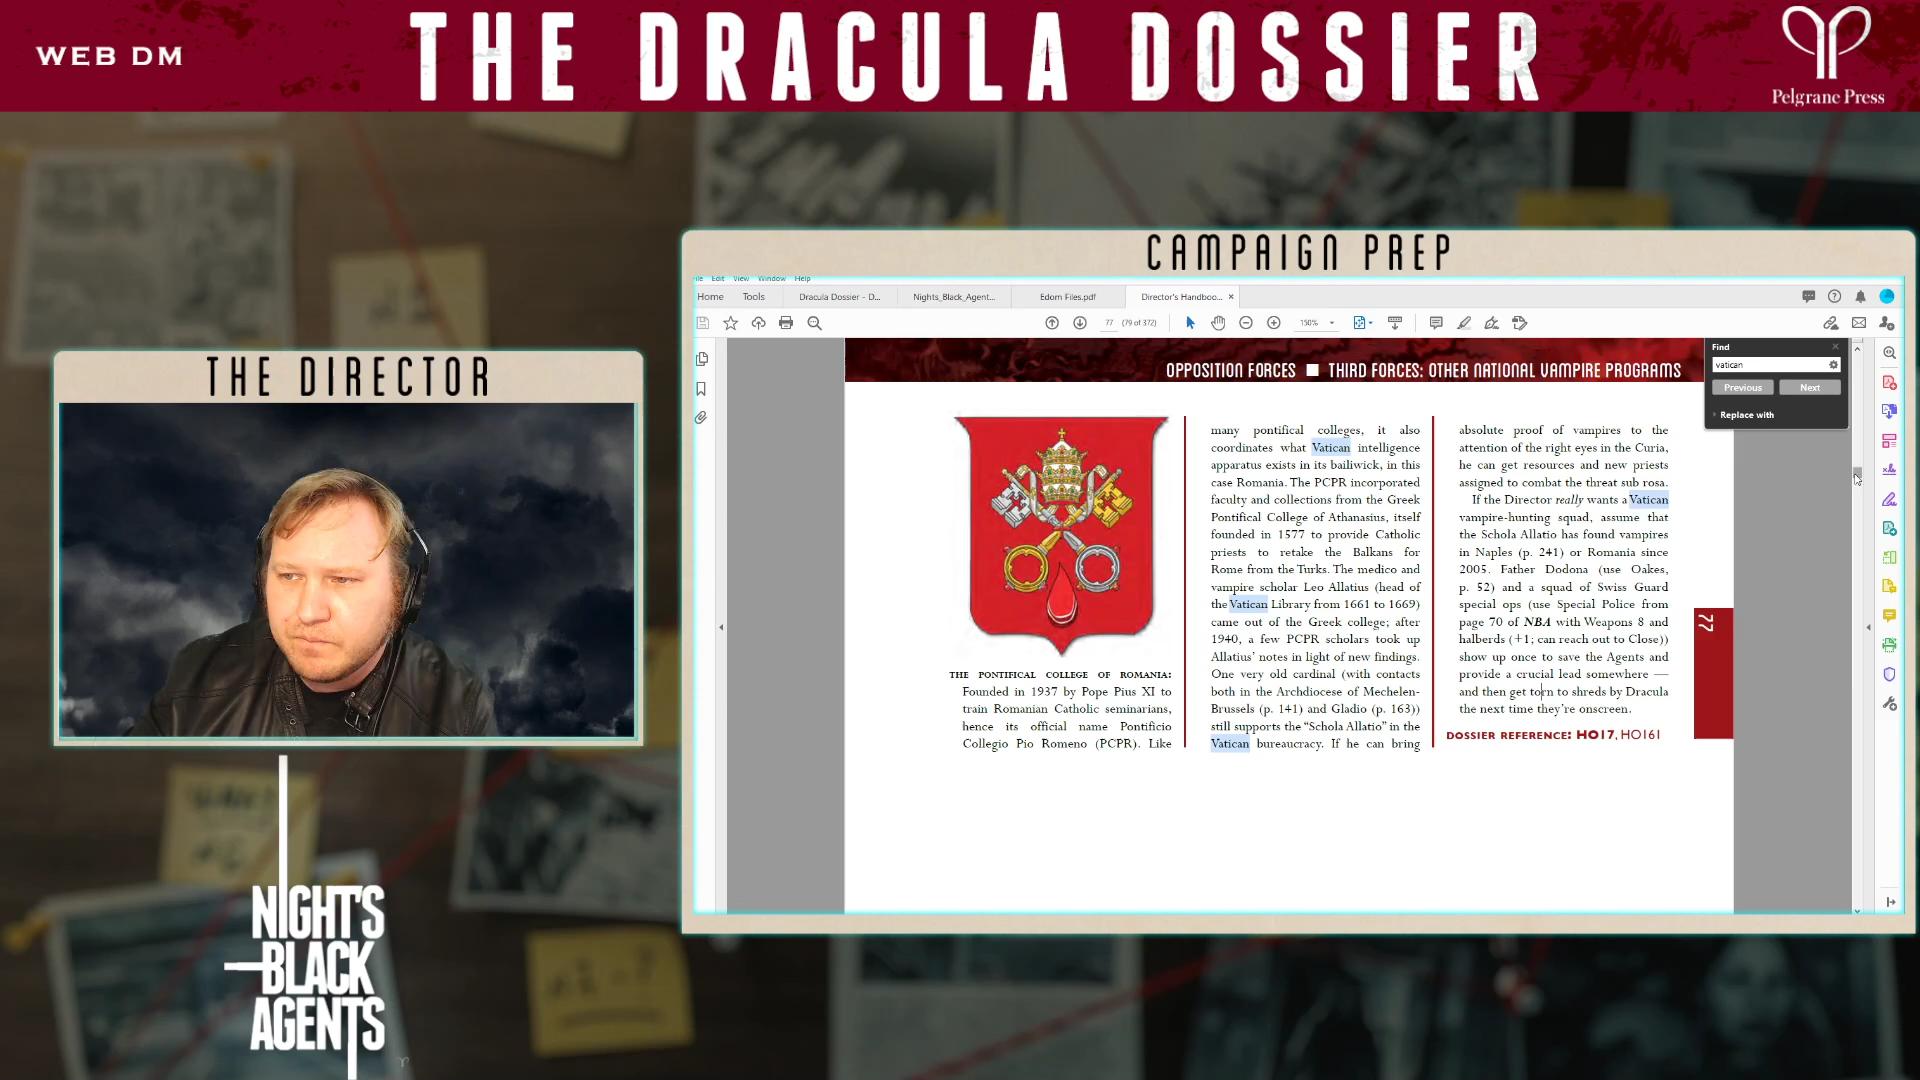 WEB DM
THE DRACULA DOSSIER
Pelgrane Press
CAMPAIGN PREP
Edit View Window Help
Home Tools Dracula Dossier - D... Nights_Black_Agent... Edom Files.pdf Director's Handboo... ×
77 (79 of 372) 150%
THE DIRECTOR
OPPOSITION FORCES ■ THIRD FORCES: OTHER NATIONAL VAMPIRE PROGRAMS
Find
vatican
Previous Next
Replace with
THE PONTIFICAL COLLEGE OF ROMANIA:
Founded in 1937 by Pope Pius XI to
train Romanian Catholic seminarians,
hence its official name Pontificio
Collegio Pio Romeno (PCPR). Like
many pontifical colleges, it also
coordinates what Vatican intelligence
apparatus exists in its bailiwick, in this
case Romania. The PCPR incorporated
faculty and collections from the Greek
Pontifical College of Athanasius, itself
founded in 1577 to provide Catholic
priests to retake the Balkans for
Rome from the Turks. The medico and
vampire scholar Leo Allatius (head of
the Vatican Library from 1661 to 1669)
came out of the Greek college; after
1940, a few PCPR scholars took up
Allatius' notes in light of new findings.
One very old cardinal (with contacts
both in the Archdiocese of Mechelen-
Brussels (p. 141) and Gladio (p. 163))
still supports the "Schola Allatio" in the
Vatican bureaucracy. If he can bring
absolute proof of vampires to the
attention of the right eyes in the Curia,
he can get resources and new priests
assigned to combat the threat sub rosa.
If the Director really wants a Vatican
vampire-hunting squad, assume that
the Schola Allatio has found vampires
in Naples (p. 241) or Romania since
2005. Father Dodona (use Oakes,
p. 52) and a squad of Swiss Guard
special ops (use Special Police from
page 70 of NBA with Weapons 8 and
halberds (+1; can reach out to Close))
show up once to save the Agents and
provide a crucial lead somewhere —
and then get torn to shreds by Dracula
the next time they're onscreen.
DOSSIER REFERENCE: HO17, HO161
77
NIGHT'S
BLACK
AGENTS